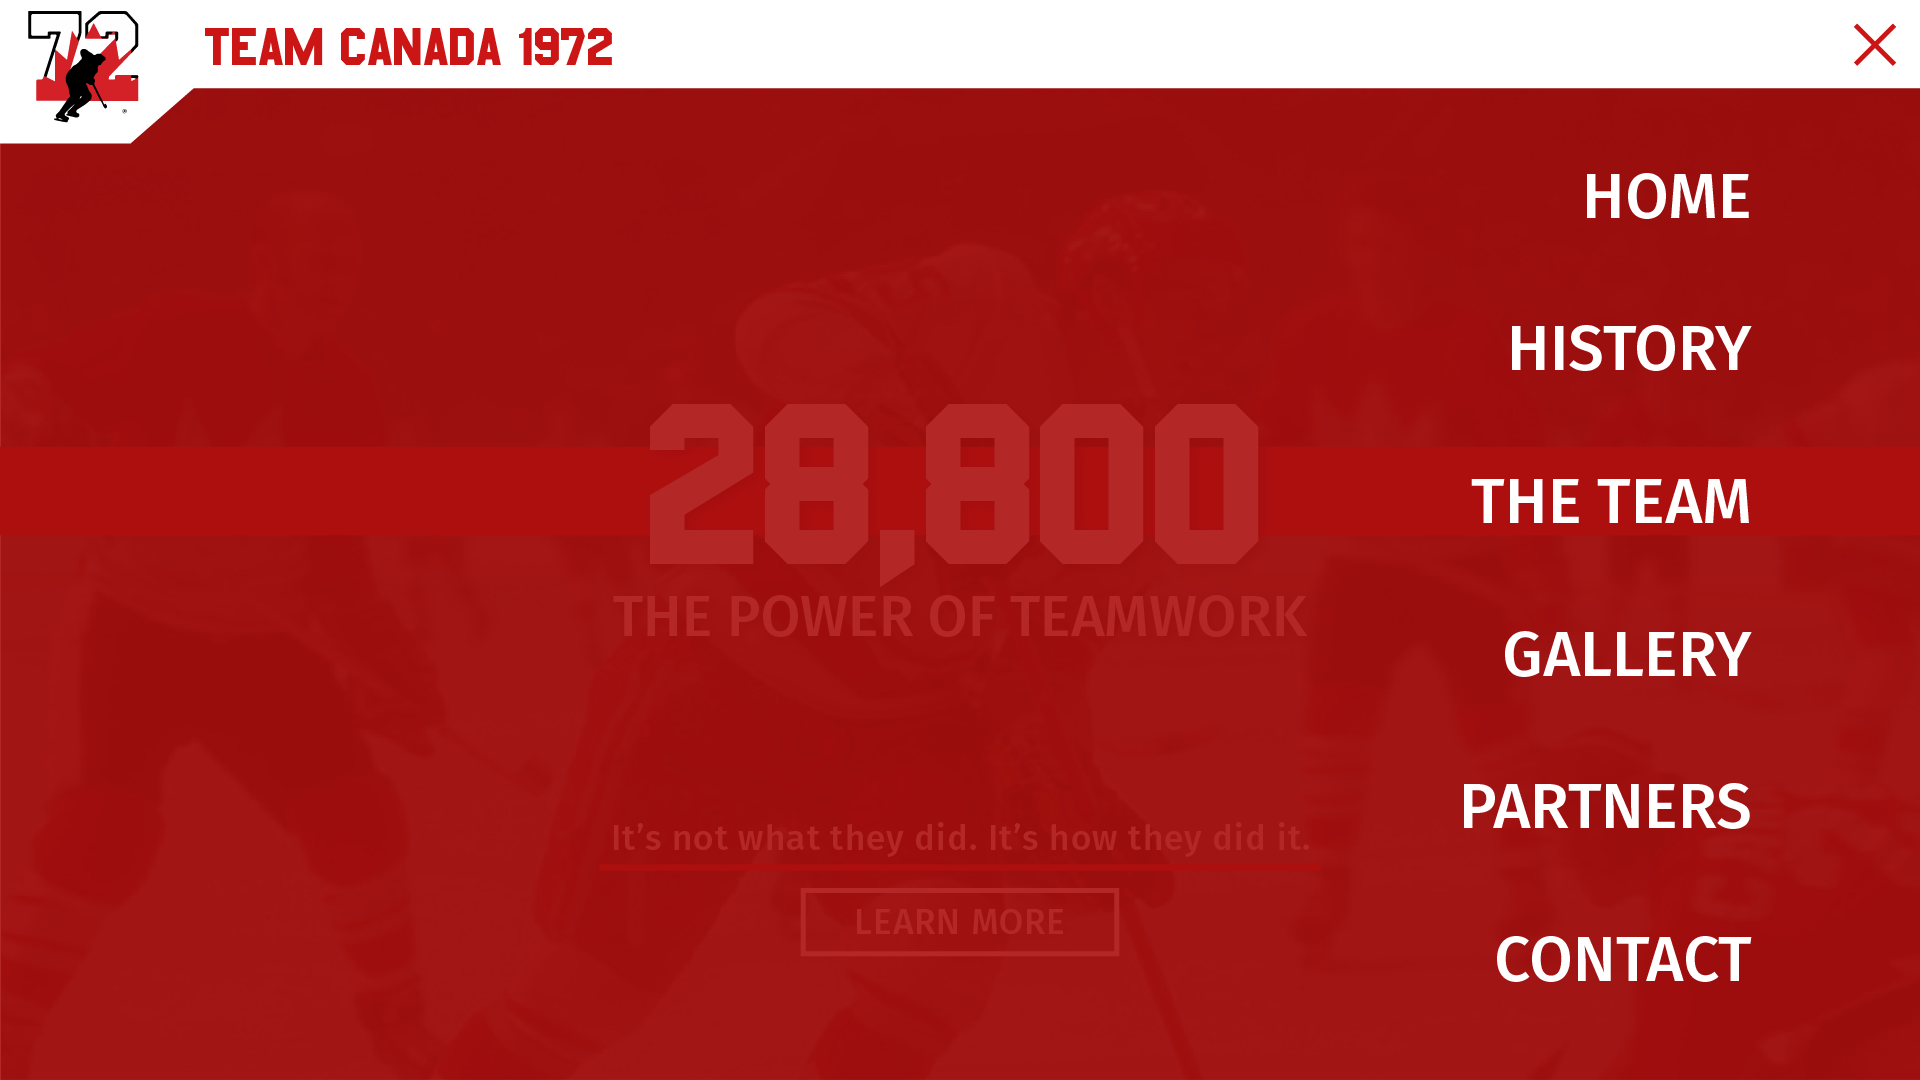 72
®
TEAM CANADA 1972
HOME
HISTORY
THE TEAM
GALLERY
PARTNERS
CONTACT
28,800
THE POWER OF TEAMWORK
It’s not what they did. It’s how they did it.
LEARN MORE